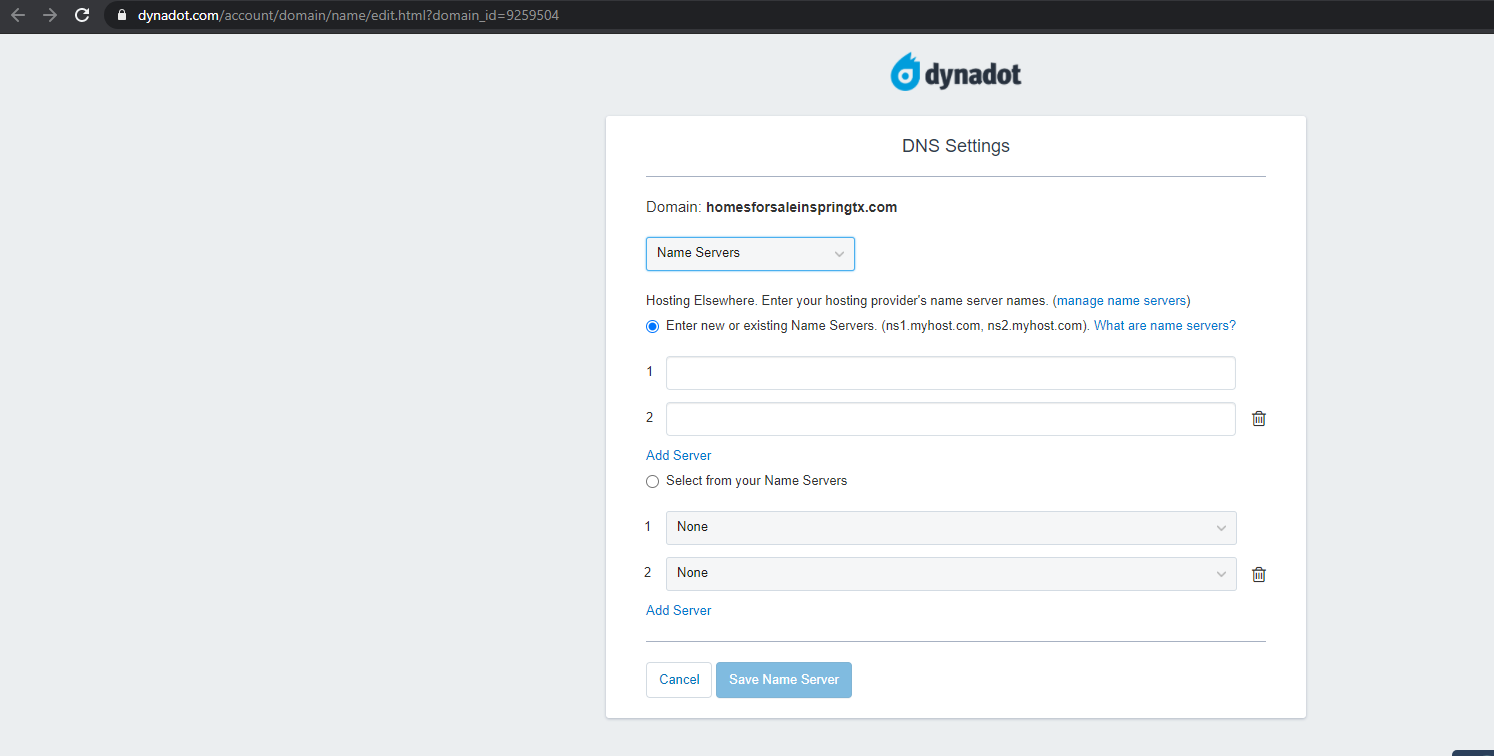 dynadot.com/account/domain/name/edit.html?domain_id=9259504
dynadot
DNS Settings
Domain: homesforsaleinspringtx.com
Name Servers
Hosting Elsewhere. Enter your hosting provider's name server names. (manage name servers)
Enter new or existing Name Servers. (ns1.myhost.com, ns2.myhost.com). What are name servers?
1
2
Add Server
Select from your Name Servers
1 None
2 None
Add Server
Cancel Save Name Server